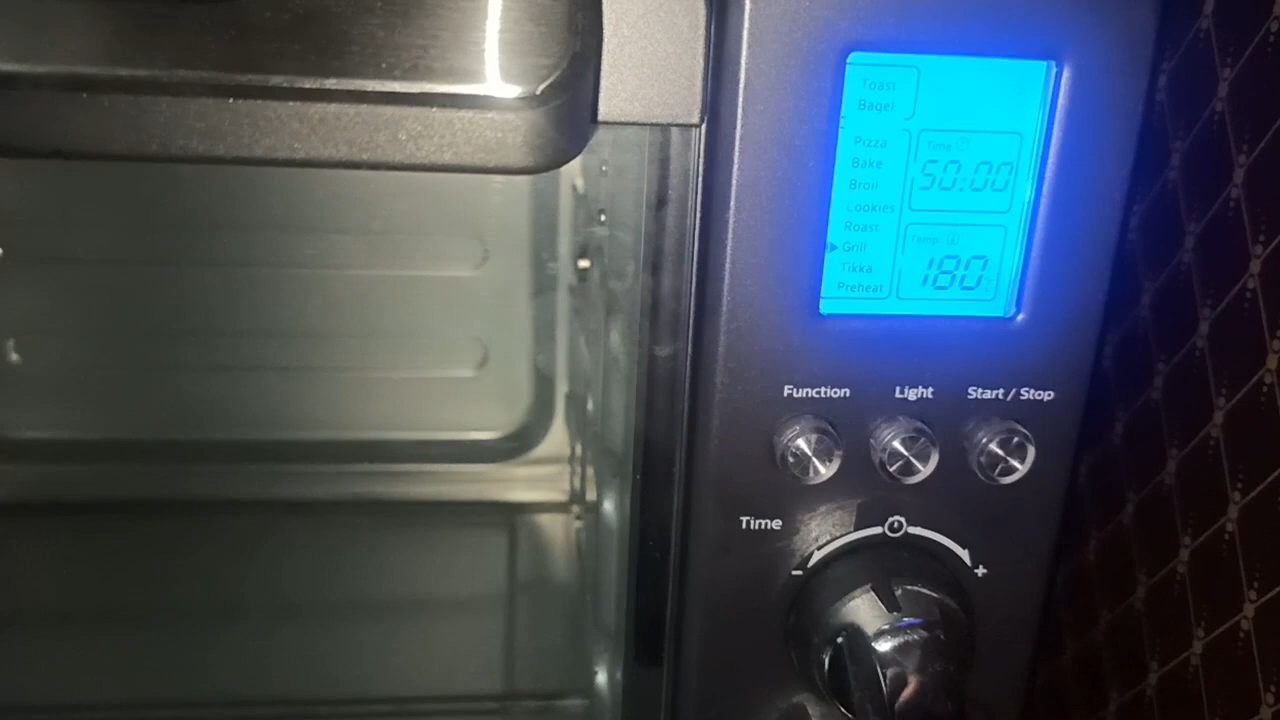 Toast
Bagel
Pizza
Bake
Broil
Cookies
Roast
Grill
Tikka
Preheat
Time
50:00
Temp.
180°C
Function Light Start / Stop
Time
- +